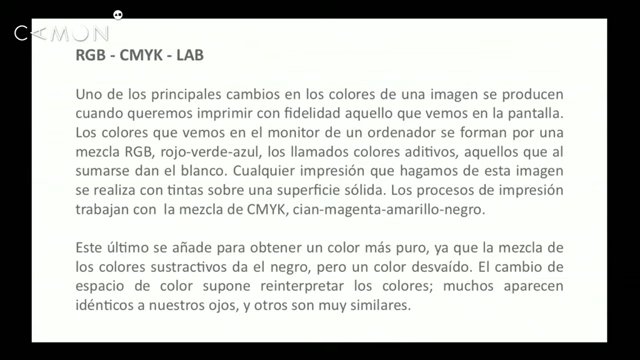 CAMON
RGB - CMYK - LAB
Uno de los principales cambios en los colores de una imagen se producen
cuando queremos imprimir con fidelidad aquello que vemos en la pantalla.
Los colores que vemos en el monitor de un ordenador se forman por una
mezcla RGB, rojo-verde-azul, los llamados colores aditivos, aquellos que al
sumarse dan el blanco. Cualquier impresión que hagamos de esta imagen
se realiza con tintas sobre una superficie sólida. Los procesos de impresión
trabajan con la mezcla de CMYK, cian-magenta-amarillo-negro.
Este último se añade para obtener un color más puro, ya que la mezcla de
los colores sustractivos da el negro, pero un color desvaído. El cambio de
espacio de color supone reinterpretar los colores; muchos aparecen
idénticos a nuestros ojos, y otros son muy similares.